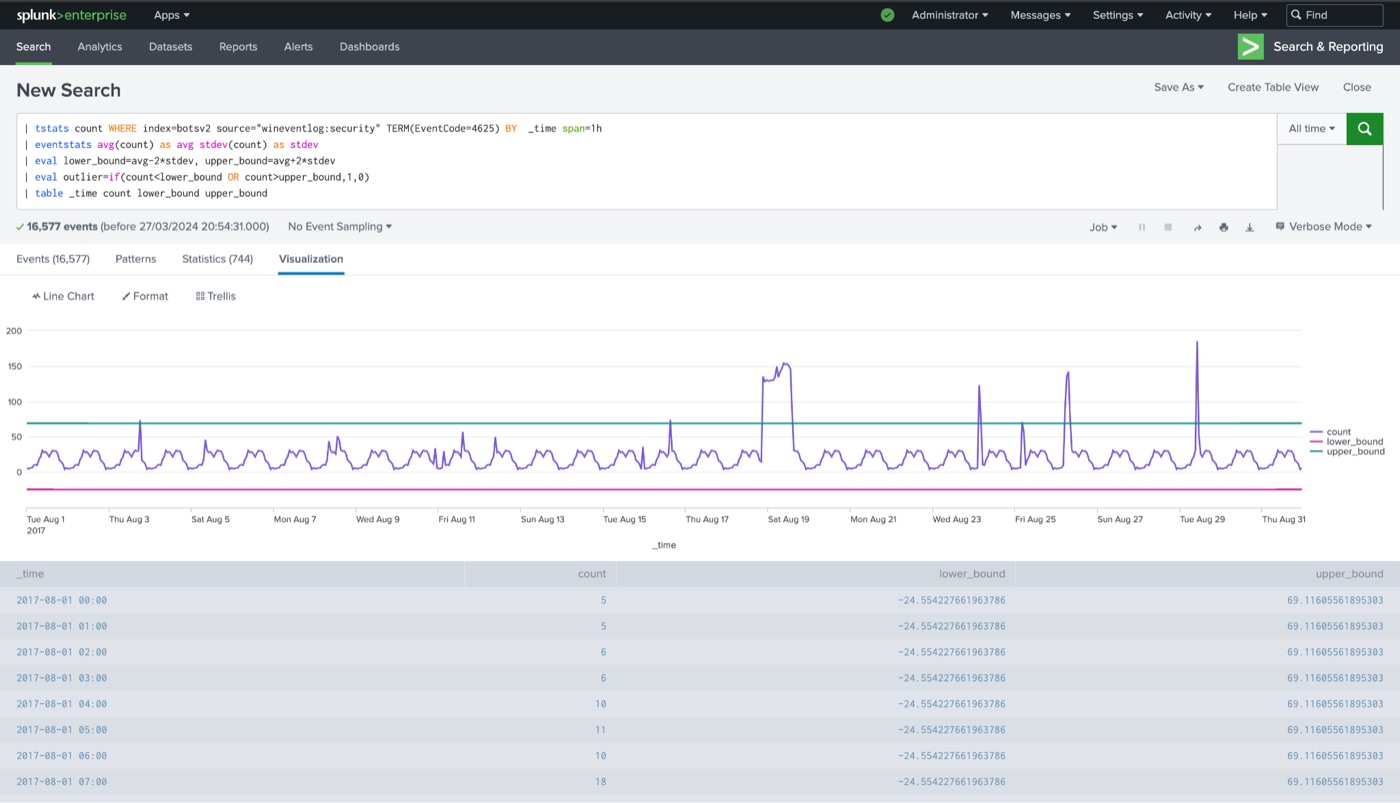 splunk>enterprise Apps Administrator Messages Settings Activity Help Find
Search Analytics Datasets Reports Alerts Dashboards > Search & Reporting
New Search Save As Create Table View Close
| tstats count WHERE index=botsv2 source="wineventlog:security" TERM(EventCode=4625) BY _time span=1h All time
| eventstats avg(count) as avg stdev(count) as stdev
| eval lower_bound=avg-2*stdev, upper_bound=avg+2*stdev
| eval outlier=if(count<lower_bound OR count>upper_bound,1,0)
| table _time count lower_bound upper_bound
16,577 events (before 27/03/2024 20:54:31.000) No Event Sampling Job Verbose Mode
Events (16,577) Patterns Statistics (744) Visualization
Line Chart Format Trellis
200
150
100
50
0
count
lower_bound
upper_bound
Tue Aug 1 Thu Aug 3 Sat Aug 5 Mon Aug 7 Wed Aug 9 Fri Aug 11 Sun Aug 13 Tue Aug 15 Thu Aug 17 Sat Aug 19 Mon Aug 21 Wed Aug 23 Fri Aug 25 Sun Aug 27 Tue Aug 29 Thu Aug 31
2017
_time
_time count lower_bound upper_bound
2017-08-01 00:00 5 -24.554227661963786 69.11605561895303
2017-08-01 01:00 5 -24.554227661963786 69.11605561895303
2017-08-01 02:00 6 -24.554227661963786 69.11605561895303
2017-08-01 03:00 6 -24.554227661963786 69.11605561895303
2017-08-01 04:00 10 -24.554227661963786 69.11605561895303
2017-08-01 05:00 11 -24.554227661963786 69.11605561895303
2017-08-01 06:00 10 -24.554227661963786 69.11605561895303
2017-08-01 07:00 18 -24.554227661963786 69.11605561895303